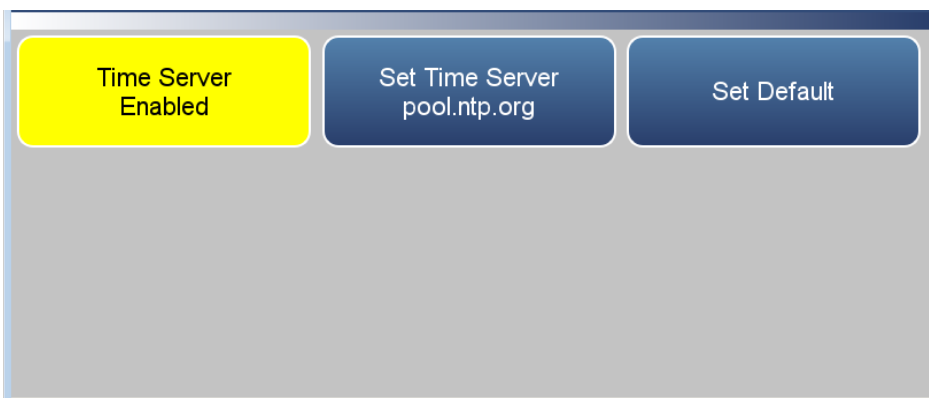 Time Server
Enabled
Set Time Server
pool.ntp.org
Set Default